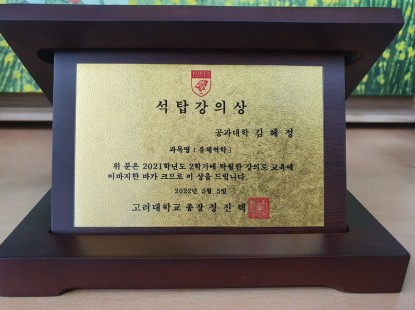 KOREA
석탑강의상
공과대학 김혜정
과목명 : 유체역학Ⅰ
위 분은 2021학년도 2학기에 탁월한 강의로 교육에
이바지한 바가 크므로 이 상을 드립니다.
2022년 5월 5일
고려대학교 총장 정진택